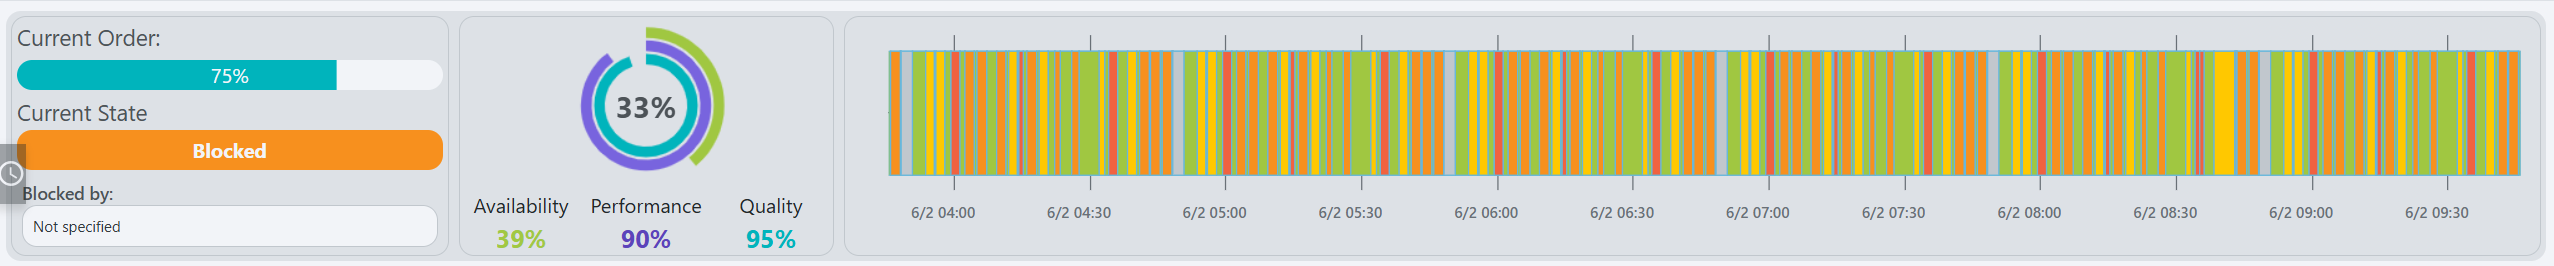 Current Order:
75%
Current State
Blocked
Blocked by:
Not specified
33%
Availability Performance Quality
39% 90% 95%
6/2 04:00 6/2 04:30 6/2 05:00 6/2 05:30 6/2 06:00 6/2 06:30 6/2 07:00 6/2 07:30 6/2 08:00 6/2 08:30 6/2 09:00 6/2 09:30